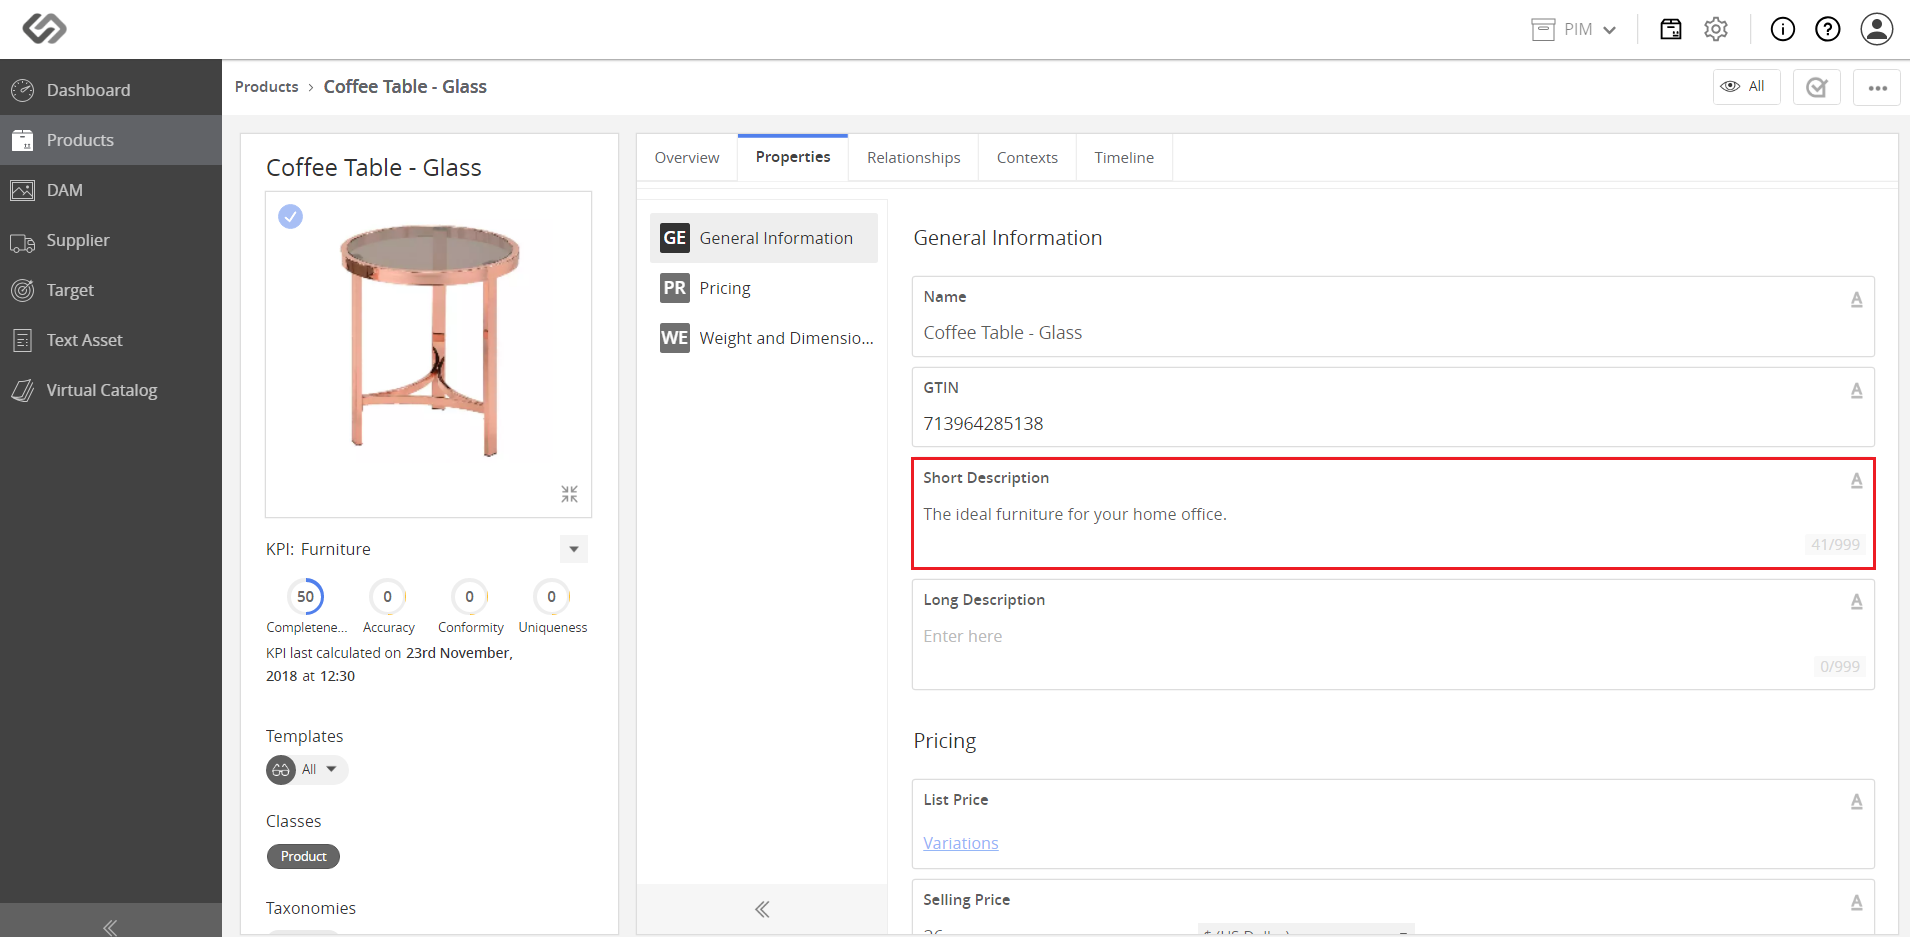 PIM
Dashboard
Products
DAM
Supplier
Target
Text Asset
Virtual Catalog
Products › Coffee Table - Glass
All
Coffee Table - Glass
KPI: Furniture
50 0 0 0
Completene... Accuracy Conformity Uniqueness
KPI last calculated on 23rd November,
2018 at 12:30
Templates
All
Classes
Product
Taxonomies
Overview Properties Relationships Contexts Timeline
GE General Information
PR Pricing
WE Weight and Dimensio...
General Information
Name A
Coffee Table - Glass
GTIN A
713964285138
Short Description A
The ideal furniture for your home office.
41/999
Long Description A
Enter here
0/999
Pricing
List Price A
Variations
Selling Price A